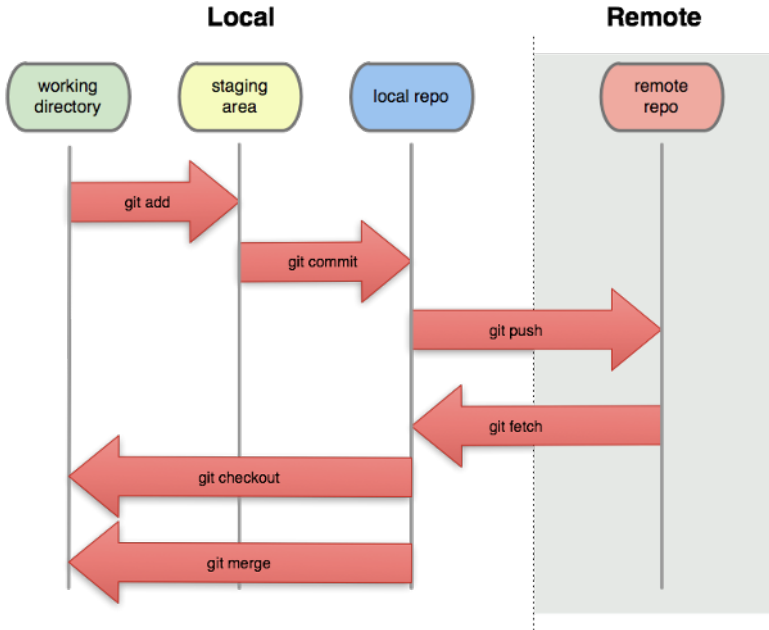 Local
Remote
working
directory
staging
area
local repo
remote
repo
git add
git commit
git push
git fetch
git checkout
git merge